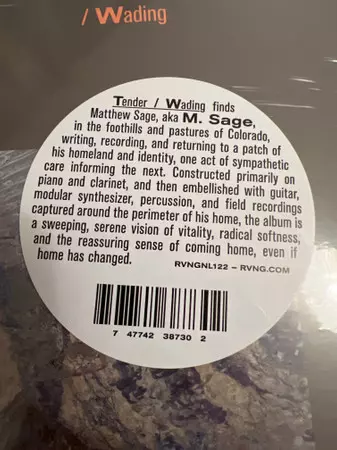 / Wading
Tender / Wading finds
Matthew Sage, aka M. Sage,
in the foothills and pastures of Colorado,
writing, recording, and returning to a patch of
his homeland and identity, one act of sympathetic
care informing the next. Constructed primarily on
piano and clarinet, and then embellished with guitar,
modular synthesizer, percussion, and field recordings
captured around the perimeter of his home, the album is
a sweeping, serene vision of vitality, radical softness,
and the reassuring sense of coming home, even if
home has changed. RVNGNL122 – RVNG.COM
7 47742 38730 2